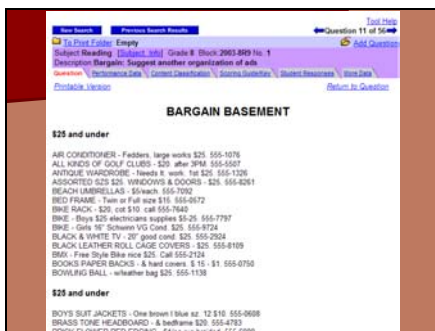 Tool Help
New Search Previous Search Results Question 11 of 56
To Print Folder: Empty Add Question
Subject:Reading [Subject Info] Grade:8 Block:2003-8R9 No.:1
Description:Bargain: Suggest another organization of ads
Question Performance Data Content Classification Scoring Guide/Key Student Responses More Data
Printable Version Return to Question
BARGAIN BASEMENT
$25 and under
AIR CONDITIONER - Fedders, large works $25. 555-1076
ALL KINDS OF GOLF CLUBS - $20. after 3PM. 555-5507
ANTIQUE WARDROBE - Needs lt. work. 1st $25. 555-1326
ASSORTED SZS $25. WINDOWS & DOORS - $25. 555-8261
BEACH UMBRELLAS - $5/each. 555-7092
BED FRAME - Twin or Full size $15. 555-0572
BIKE RACK - $20, cot $10. call 555-7640
BIKE - Boys $25 electricians supplies $5-25. 555-7797
BIKE - Girls 16" Schwinn VG Cond. $25. 555-9724
BLACK & WHITE TV - 20" good cond. $25. 555-2924
BLACK LEATHER ROLL CAGE COVERS - $25. 555-8109
BMX - Free Style Bike nice $25. Call 555-2124
BOOKS PAPER BACKS - & hard covers. $.15 - $1. 555-0750
BOWLING BALL - w/leather bag $25. 555-1138
$25 and under
BOYS SUIT JACKETS - One brown I blue sz. 12 $10. 555-0608
BRASS TONE HEADBOARD - & bedframe $20. 555-4783